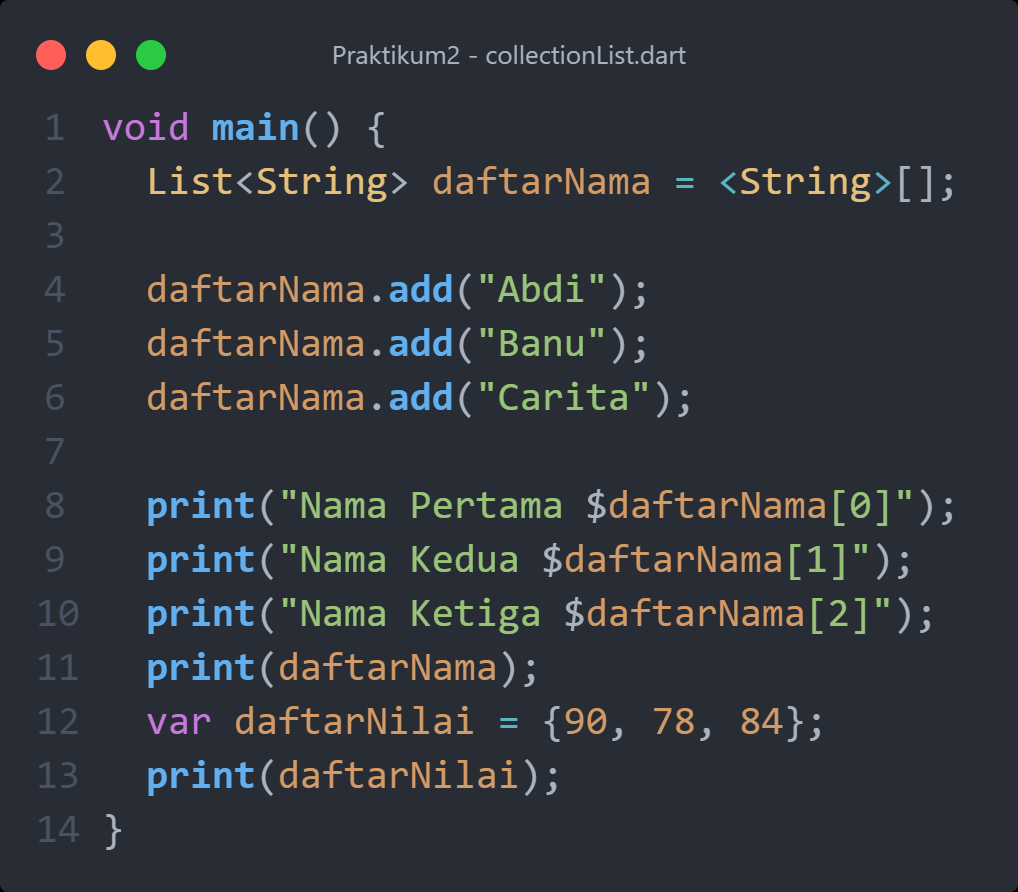 Praktikum2 - collectionList.dart
1 void main() {
2   List<String> daftarNama = <String>[];
3
4   daftarNama.add("Abdi");
5   daftarNama.add("Banu");
6   daftarNama.add("Carita");
7
8   print("Nama Pertama $daftarNama[0]");
9   print("Nama Kedua $daftarNama[1]");
10   print("Nama Ketiga $daftarNama[2]");
11   print(daftarNama);
12   var daftarNilai = {90, 78, 84};
13   print(daftarNilai);
14 }